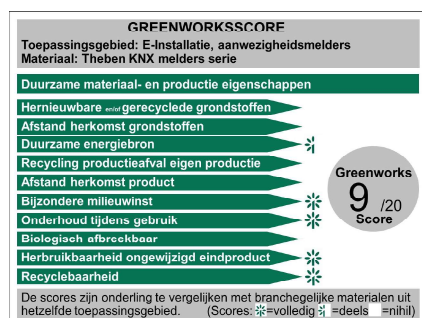 GREENWORKSSCORE
Toepassingsgebied: E-Installatie, aanwezigheidsmelders
Materiaal: Theben KNX melders serie
Duurzame materiaal- en productie eigenschappen
Hernieuwbare en/of gerecyclede grondstoffen
Afstand herkomst grondstoffen
Duurzame energiebron
Recycling productieafval eigen productie
Afstand herkomst product
Bijzondere milieuwinst
Onderhoud tijdens gebruik
Biologisch afbreekbaar
Herbruikbaarheid ongewijzigd eindproduct
Recyclebaarheid
Greenworks
9 /20
Score
De scores zijn onderling te vergelijken met branchegelijke materialen uit
hetzelfde toepassingsgebied. (Scores: =volledig =deels =nihil)